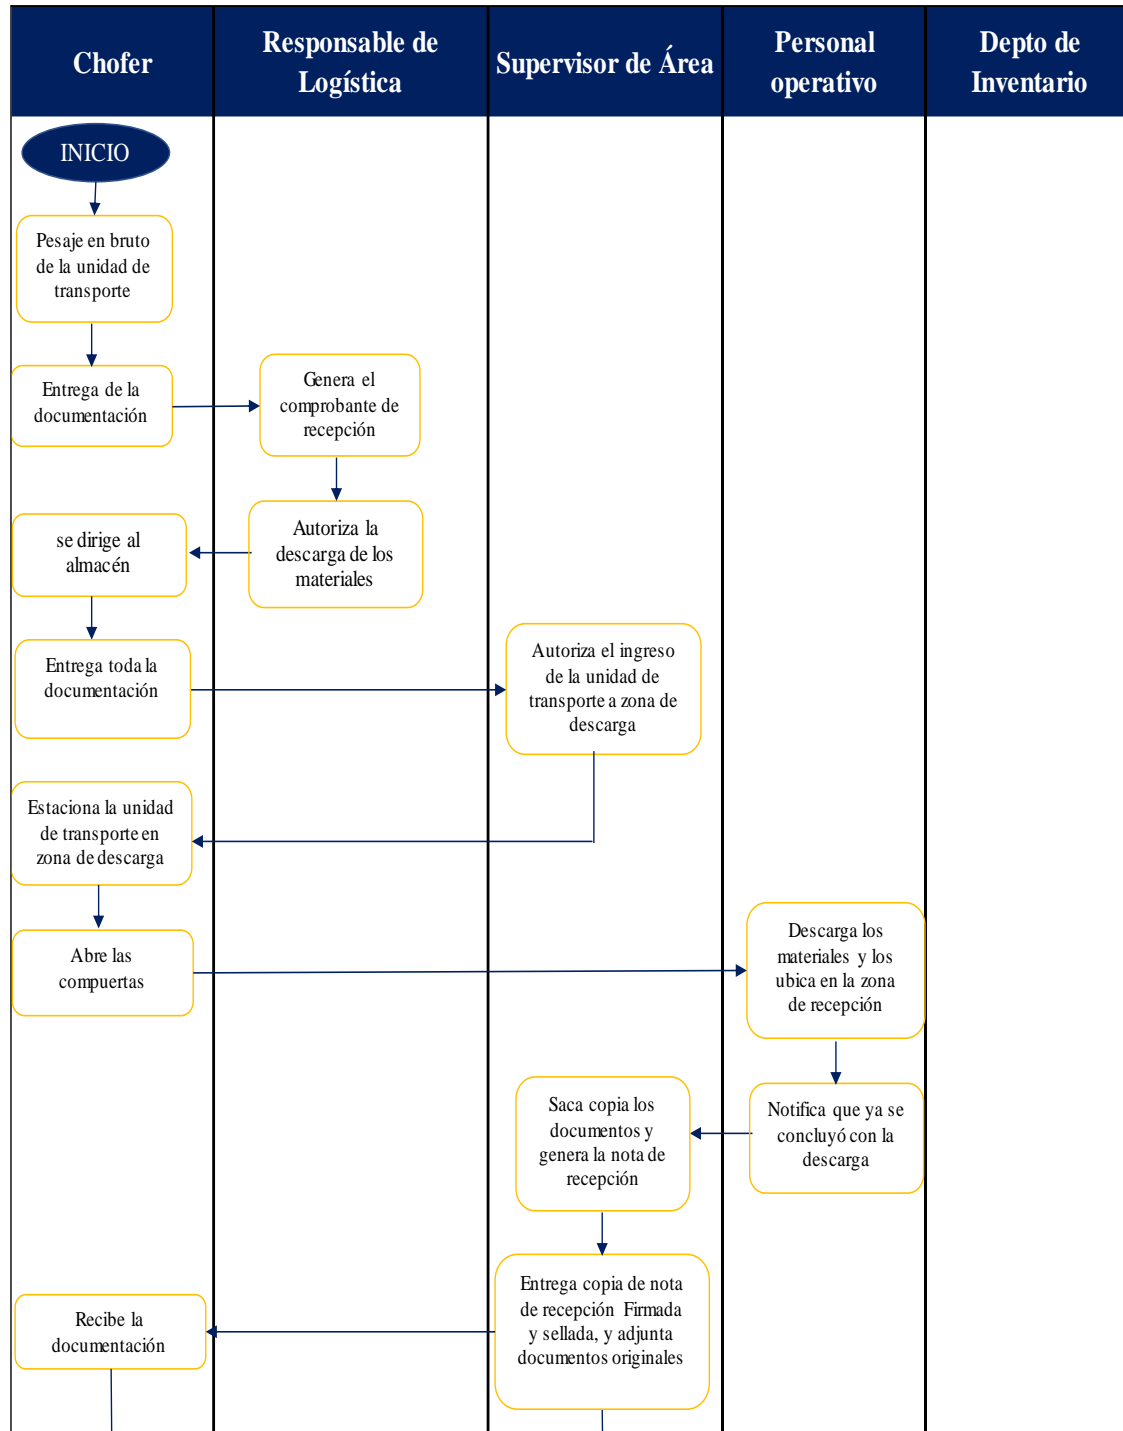 Chofer
Responsable de
Logística
Supervisor de Área
Personal
operativo
Depto de
Inventario
INICIO
Pesaje en bruto
de la unidad de
transporte
Entrega de la
documentación
Genera el
comprobante de
recepción
Autoriza la
descarga de los
materiales
se dirige al
almacén
Entrega toda la
documentación
Autoriza el ingreso
de la unidad de
transporte a zona de
descarga
Estaciona la unidad
de transporte en
zona de descarga
Abre las
compuertas
Descarga los
materiales y los
ubica en la zona
de recepción
Notifica que ya se
concluyó con la
descarga
Saca copia los
documentos y
genera la nota de
recepción
Entrega copia de nota
de recepción Firmada
y sellada, y adjunta
documentos originales
Recibe la
documentación